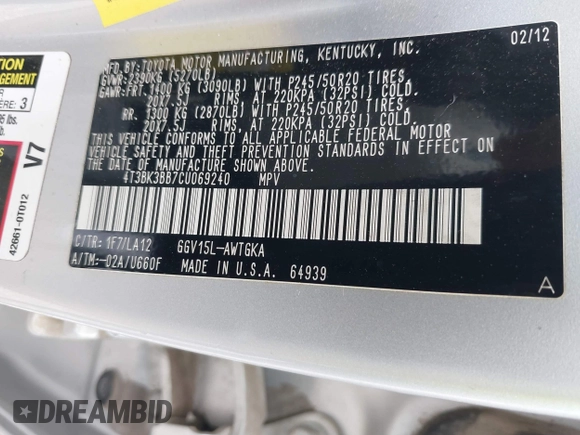 MFD. BY: TOYOTA MOTOR MANUFACTURING, KENTUCKY, INC.
02/12
GVWR: 2390KG (5270LB)
GAWR: FRT. 1400 KG (3090LB) WITH P245/50R20 TIRES,
20X7.5J RIMS, AT 220KPA (32PSI) COLD.
RR. 1300 KG (2870LB) WITH P245/50R20 TIRES,
20X7.5J RIMS, AT 220KPA (32PSI) COLD.
THIS VEHICLE CONFORMS TO ALL APPLICABLE FEDERAL MOTOR
VEHICLE SAFETY AND THEFT PREVENTION STANDARDS IN EFFECT ON
THE DATE OF MANUFACTURE SHOWN ABOVE.
4T3BK3BB7CU069240 MPV
C/TR: 1F7/LA12 GGV15L-AWTGKA
A/TM: -02A/U660F MADE IN U.S.A. 64939
A
V7
42661-0T012
3
lbs.
lb.
DREAMBID